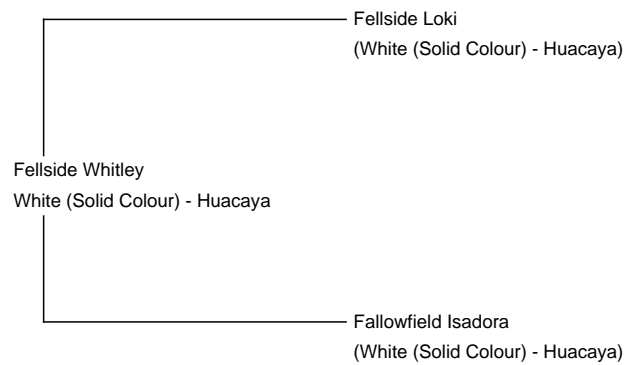 Fellside Loki
(White (Solid Colour) - Huacaya)
Fellside Whitley
White (Solid Colour) - Huacaya
Fallowfield Isadora
(White (Solid Colour) - Huacaya)